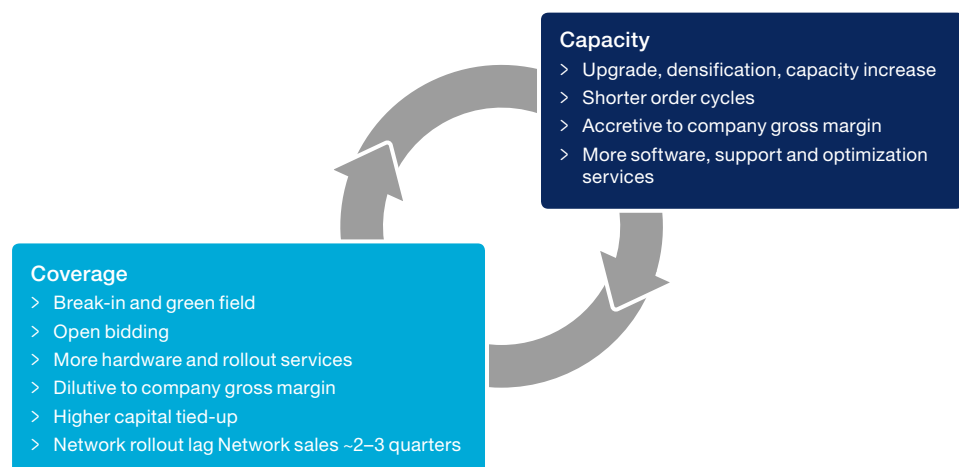 Capacity
> Upgrade, densification, capacity increase
> Shorter order cycles
> Accretive to company gross margin
> More software, support and optimization
services
Coverage
> Break-in and green field
> Open bidding
> More hardware and rollout services
> Dilutive to company gross margin
> Higher capital tied-up
> Network rollout lag Network sales ~2–3 quarters